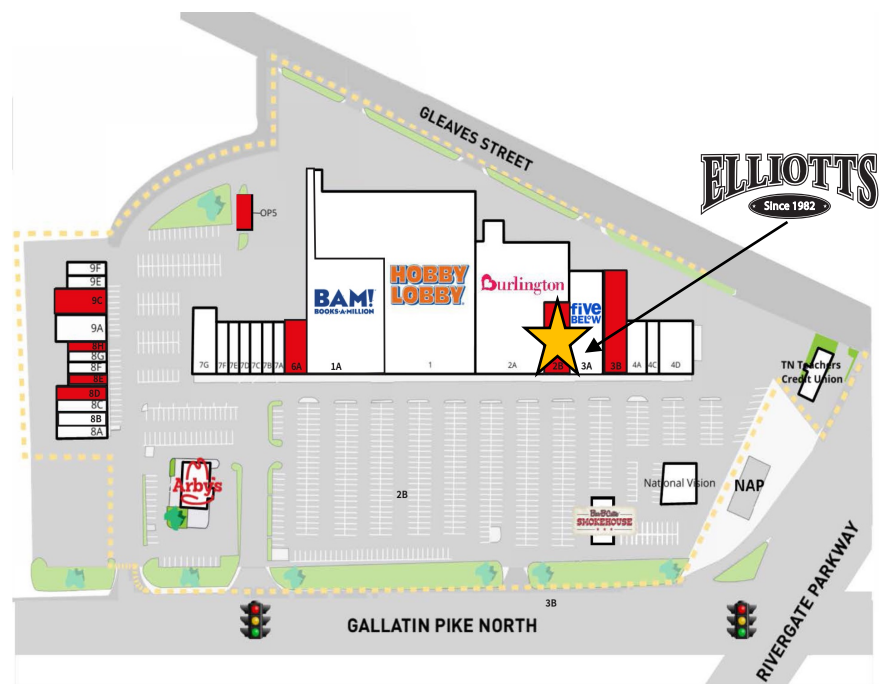 GLEAVES STREET
ELLIOTTS
Since 1982
OP5
9F
9E
9C
9A
8H
8G
8F
8E
8D
8C
8B
8A
BAM!
BOOKS·A·MILLION
HOBBY
LOBBY
Burlington
five
BEL°W
7G
7F
7E
7D
7C
7B
7A
6A
1A
1
2A
2B
3A
3B
4A
4C
4D
TN Teachers
Credit Union
Arby's
2B
National Vision
NAP
SMOKEHOUSE
3B
GALLATIN PIKE NORTH
RIVERGATE PARKWAY